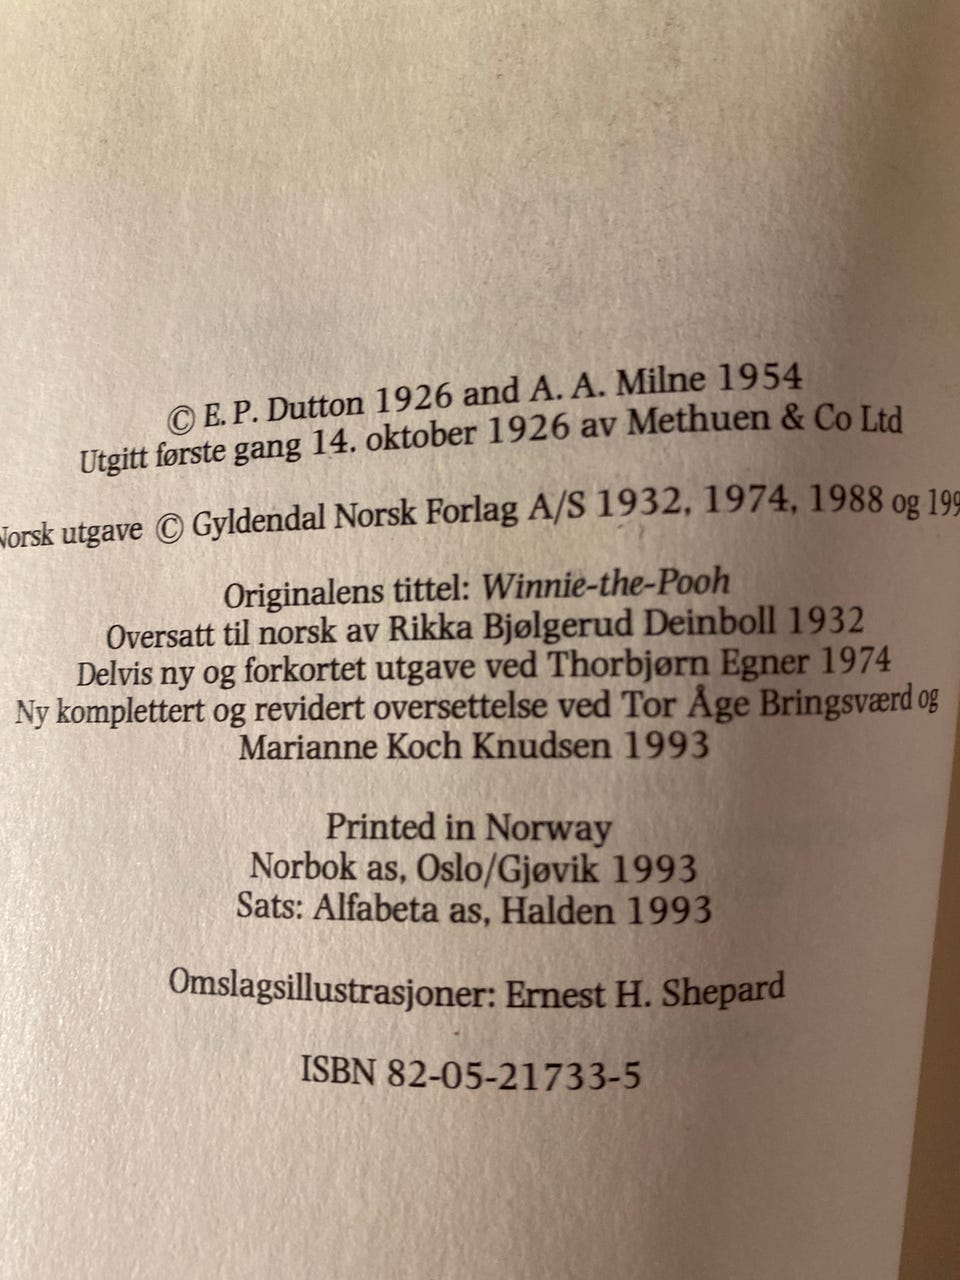 © E. P. Dutton 1926 and A. A. Milne 1954
Utgitt første gang 14. oktober 1926 av Methuen & Co Ltd
Norsk utgave © Gyldendal Norsk Forlag A/S 1932, 1974, 1988 og
Originalens tittel: Winnie-the-Pooh
Oversatt til norsk av Rikka Bjølgerud Deinboll 1932
Delvis ny og forkortet utgave ved Thorbjørn Egner 1974
Ny komplettert og revidert oversettelse ved Tor Åge Bringsværd og
Marianne Koch Knudsen 1993
Printed in Norway
Norbok as, Oslo/Gjøvik 1993
Sats: Alfabeta as, Halden 1993
Omslagsillustrasjoner: Ernest H. Shepard
ISBN 82-05-21733-5